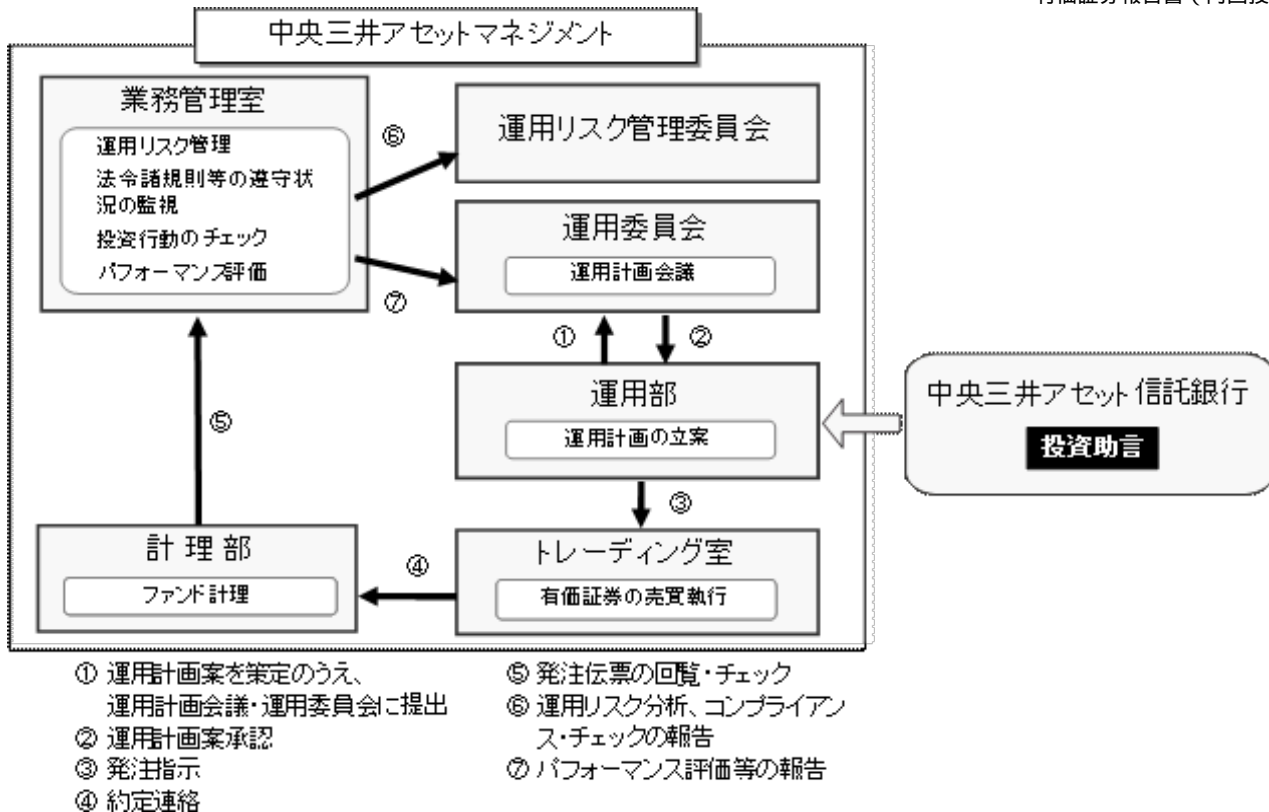 中央三井アセットマネジメント
業務管理室
運用リスク管理
法令諸規則等の遵守状
況の監視
投資行動のチェック
パフォーマンス評価
⑥
⑦
運用リスク管理委員会
運用委員会
運用計画会議
①
②
運用部
運用計画の立案
中央三井アセット信託銀行
投資助言
⑤
③
計理部
ファンド計理
④
トレーディング室
有価証券の売買執行
① 運用計画案を策定のうえ、
運用計画会議・運用委員会に提出
② 運用計画案承認
③ 発注指示
④ 約定連絡
⑤ 発注伝票の回覧・チェック
⑥ 運用リスク分析、コンプライアン
ス・チェックの報告
⑦ パフォーマンス評価等の報告